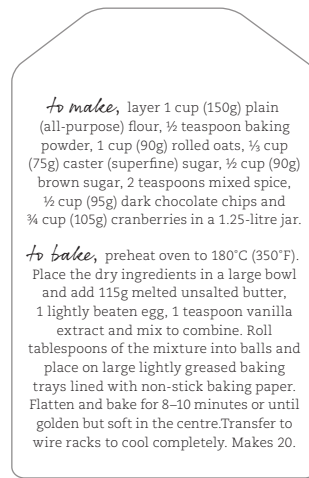 to make, layer 1 cup (150g) plain
(all-purpose) flour, ½ teaspoon baking
powder, 1 cup (90g) rolled oats, ⅓ cup
(75g) caster (superfine) sugar, ½ cup (90g)
brown sugar, 2 teaspoons mixed spice,
½ cup (95g) dark chocolate chips and
¾ cup (105g) cranberries in a 1.25-litre jar.
to bake, preheat oven to 180°C (350°F).
Place the dry ingredients in a large bowl
and add 115g melted unsalted butter,
1 lightly beaten egg, 1 teaspoon vanilla
extract and mix to combine. Roll
tablespoons of the mixture into balls and
place on large lightly greased baking
trays lined with non-stick baking paper.
Flatten and bake for 8–10 minutes or until
golden but soft in the centre.Transfer to
wire racks to cool completely. Makes 20.